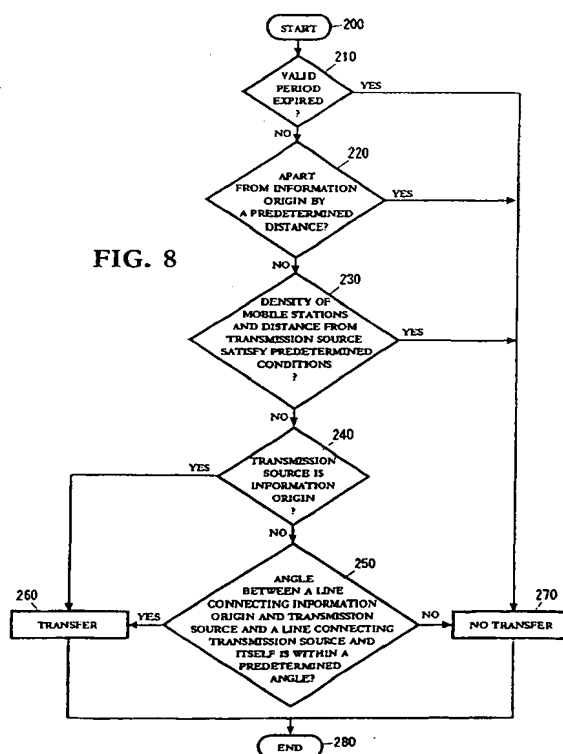 START
200
210
VALID
PERIOD
EXPIRED
?
YES
NO
220
APART
FROM INFORMATION
ORIGIN BY
A PREDETERMINED
DISTANCE?
YES
FIG. 8
NO
230
DENSITY OF
MOBILE STATIONS
AND DISTANCE FROM
TRANSMISSION SOURCE
SATISFY PREDETERMINED
CONDITIONS
?
YES
NO
240
YES
TRANSMISSION
SOURCE IS
INFORMATION
ORIGIN
?
NO
250
ANGLE
BETWEEN A LINE
CONNECTING INFORMATION
ORIGIN AND TRANSMISSION
SOURCE AND A LINE CONNECTING
TRANSMISSION SOURCE AND
ITSELF IS WITHIN A
PREDETERMINED
ANGLE?
260
TRANSFER
YES
NO
270
NO TRANSFER
END
280